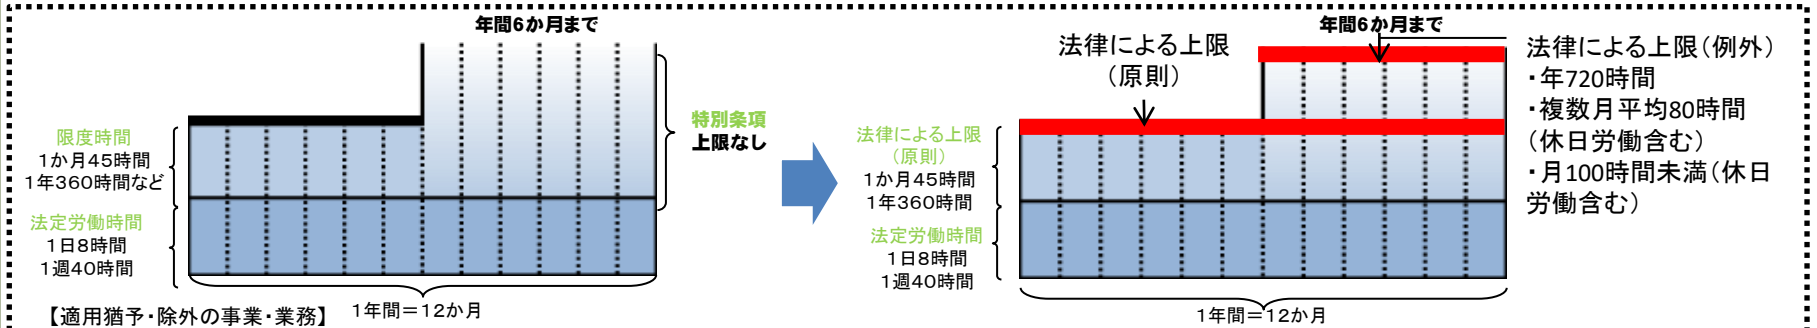 年間6か月まで
限度時間
1か月45時間
1年360時間など
法定労働時間
1日8時間
1週40時間
特別条項
上限なし
1年間＝12か月
【適用猶予・除外の事業・業務】
年間6か月まで
法律による上限
（原則）
法律による上限
（原則）
1か月45時間
1年360時間
法定労働時間
1日8時間
1週40時間
1年間＝12か月
法律による上限（例外）
・年720時間
・複数月平均80時間
（休日労働含む）
・月100時間未満（休日
労働含む）